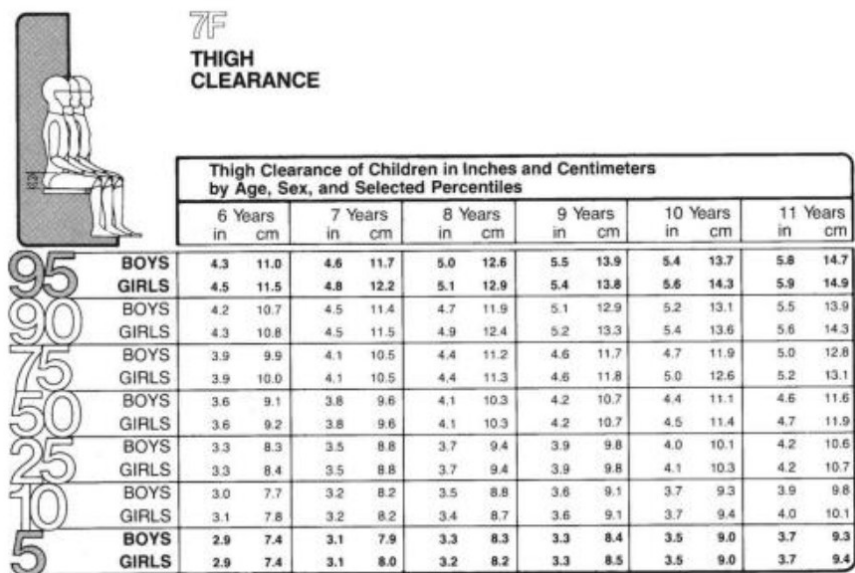 7F
THIGH
CLEARANCE
Thigh Clearance of Children in Inches and Centimeters
by Age, Sex, and Selected Percentiles
6 Years 7 Years 8 Years 9 Years 10 Years 11 Years
in cm in cm in cm in cm in cm in cm
95 BOYS 4.3 11.0 4.6 11.7 5.0 12.6 5.5 13.9 5.4 13.7 5.8 14.7
GIRLS 4.5 11.5 4.8 12.2 5.1 12.9 5.4 13.8 5.6 14.3 5.9 14.9
90 BOYS 4.2 10.7 4.5 11.4 4.7 11.9 5.1 12.9 5.2 13.1 5.5 13.9
GIRLS 4.3 10.8 4.5 11.5 4.9 12.4 5.2 13.3 5.4 13.6 5.6 14.3
75 BOYS 3.9 9.9 4.1 10.5 4.4 11.2 4.6 11.7 4.7 11.9 5.0 12.8
GIRLS 3.9 10.0 4.1 10.5 4.4 11.3 4.6 11.8 5.0 12.6 5.2 13.1
50 BOYS 3.6 9.1 3.8 9.6 4.1 10.3 4.2 10.7 4.4 11.1 4.6 11.6
GIRLS 3.6 9.2 3.8 9.6 4.1 10.3 4.2 10.7 4.5 11.4 4.7 11.9
25 BOYS 3.3 8.3 3.5 8.8 3.7 9.4 3.9 9.8 4.0 10.1 4.2 10.6
GIRLS 3.3 8.4 3.5 8.8 3.7 9.4 3.9 9.8 4.1 10.3 4.2 10.7
10 BOYS 3.0 7.7 3.2 8.2 3.5 8.8 3.6 9.1 3.7 9.3 3.9 9.8
GIRLS 3.1 7.8 3.2 8.2 3.4 8.7 3.6 9.1 3.7 9.4 4.0 10.1
5 BOYS 2.9 7.4 3.1 7.9 3.3 8.3 3.3 8.4 3.5 9.0 3.7 9.3
GIRLS 2.9 7.4 3.1 8.0 3.2 8.2 3.3 8.5 3.5 9.0 3.7 9.4